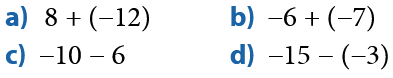 a) 8 + (–12) b) –6 + (–7)
c) –10 – 6 d) –15 – (–3)